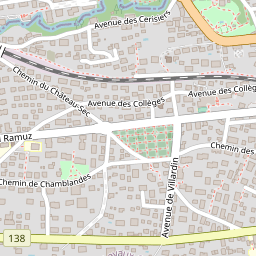 Avenue des Cerisiers
Chemin du Château-Sec
Avenue des Collèges
Avenue des Collèg
Ramuz
Chemin des
Chemin de Chamblandes
Avenue de Villardin
138